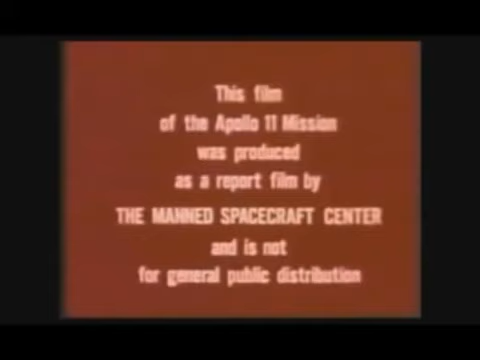 This film
of the Apollo 11 Mission
was produced
as a report film by
THE MANNED SPACECRAFT CENTER
and is not
for general public distribution